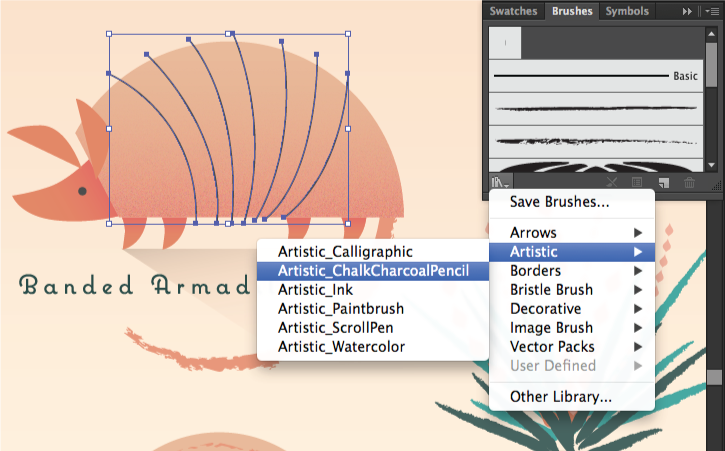 Swatches Brushes Symbols
Basic
Save Brushes...
Arrows
Artistic
Borders
Bristle Brush
Decorative
Image Brush
Vector Packs
User Defined
Other Library...
Artistic_Calligraphic
Artistic_ChalkCharcoalPencil
Artistic_Ink
Artistic_Paintbrush
Artistic_ScrollPen
Artistic_Watercolor
Banded Armad